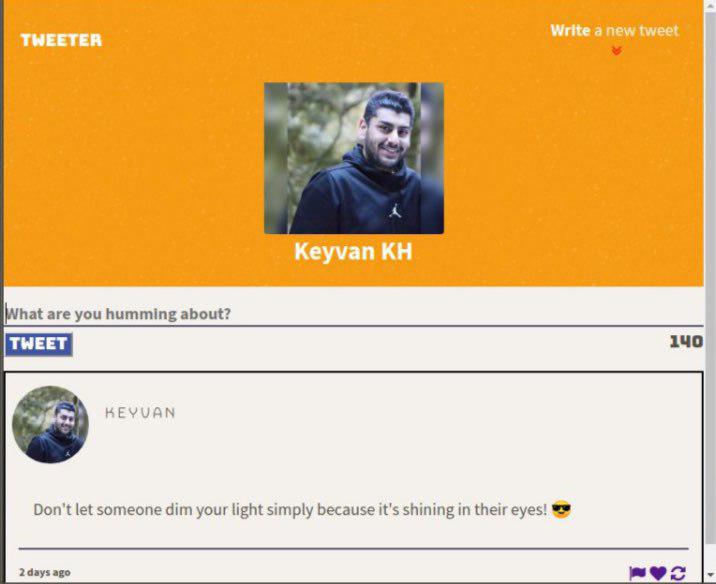 TWEETER
Write a new tweet
Keyvan KH
What are you humming about?
TWEET
140
KEYVAN
Don't let someone dim your light simply because it's shining in their eyes! 😎
2 days ago